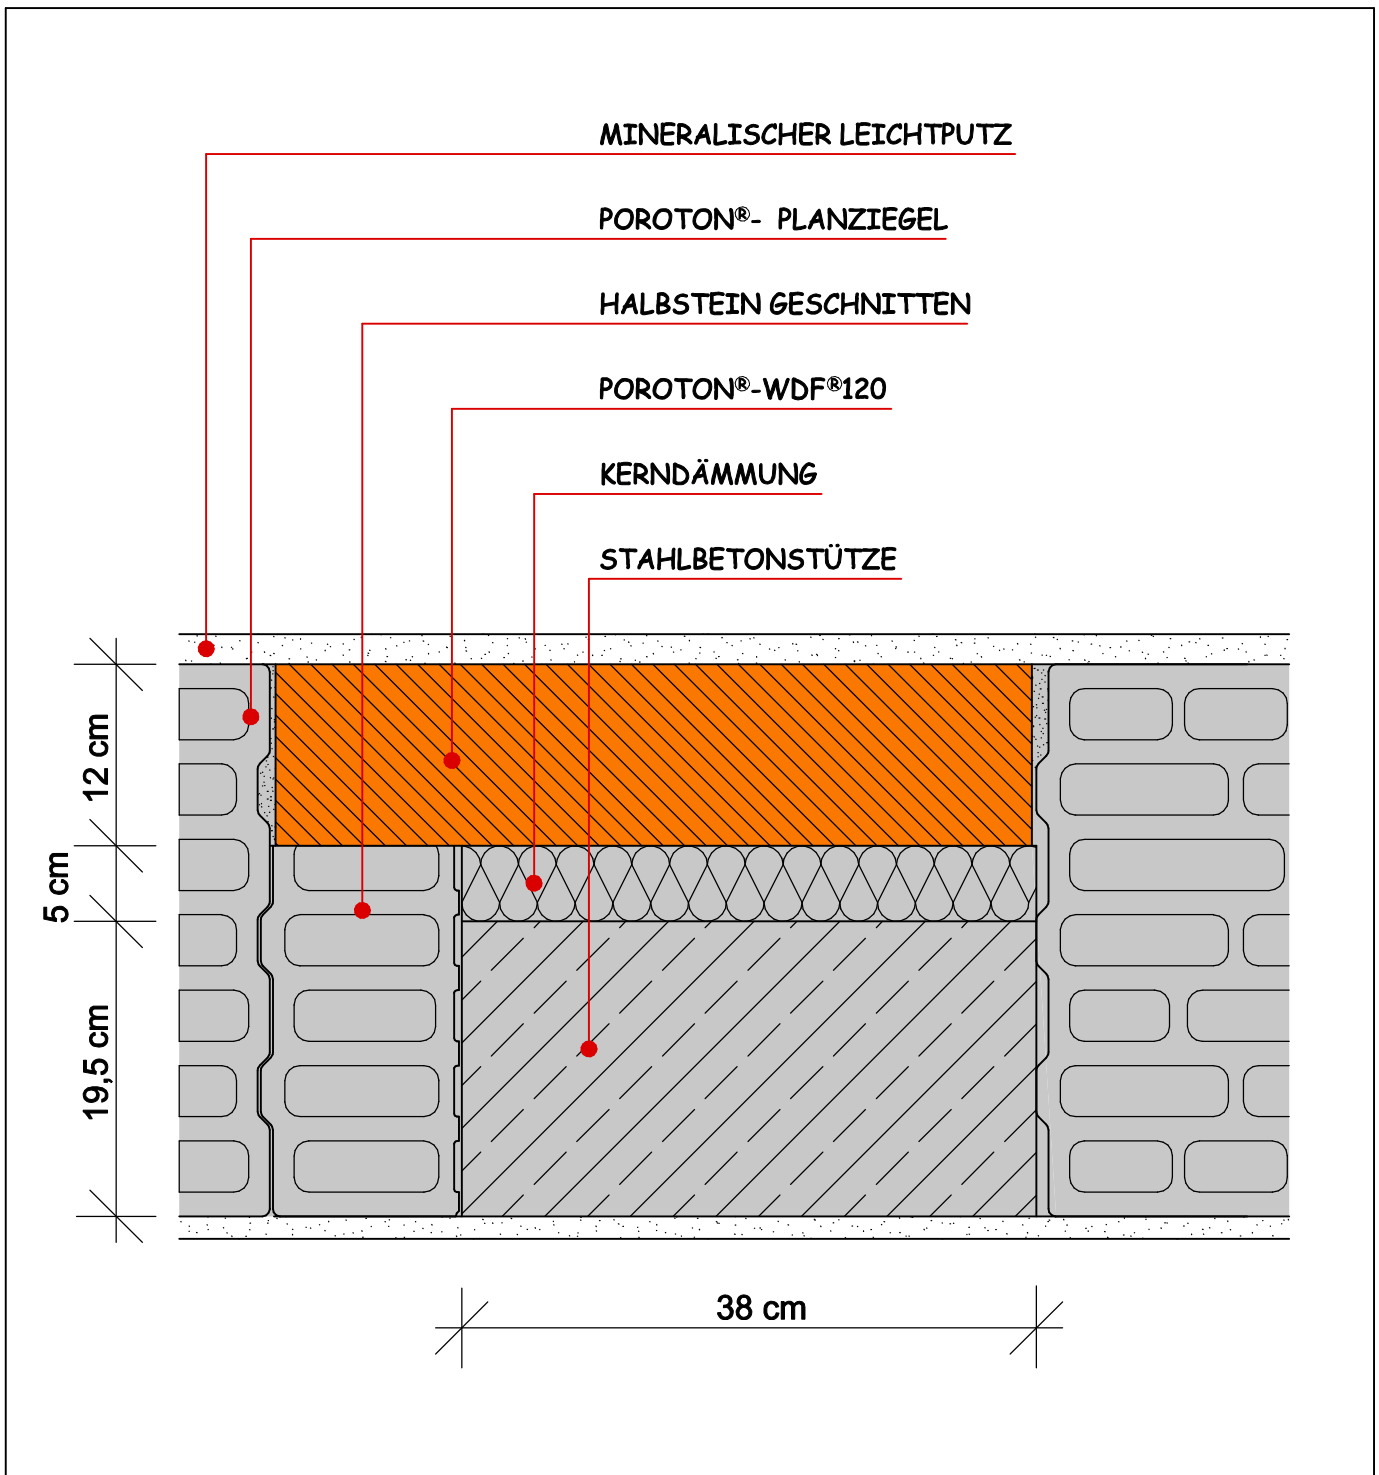 MINERALISCHER LEICHTPUTZ
POROTON®- PLANZIEGEL
HALBSTEIN GESCHNITTEN
POROTON®-WDF®120
KERNDÄMMUNG
STAHLBETONSTÜTZE
12 cm
5 cm
19,5 cm
38 cm